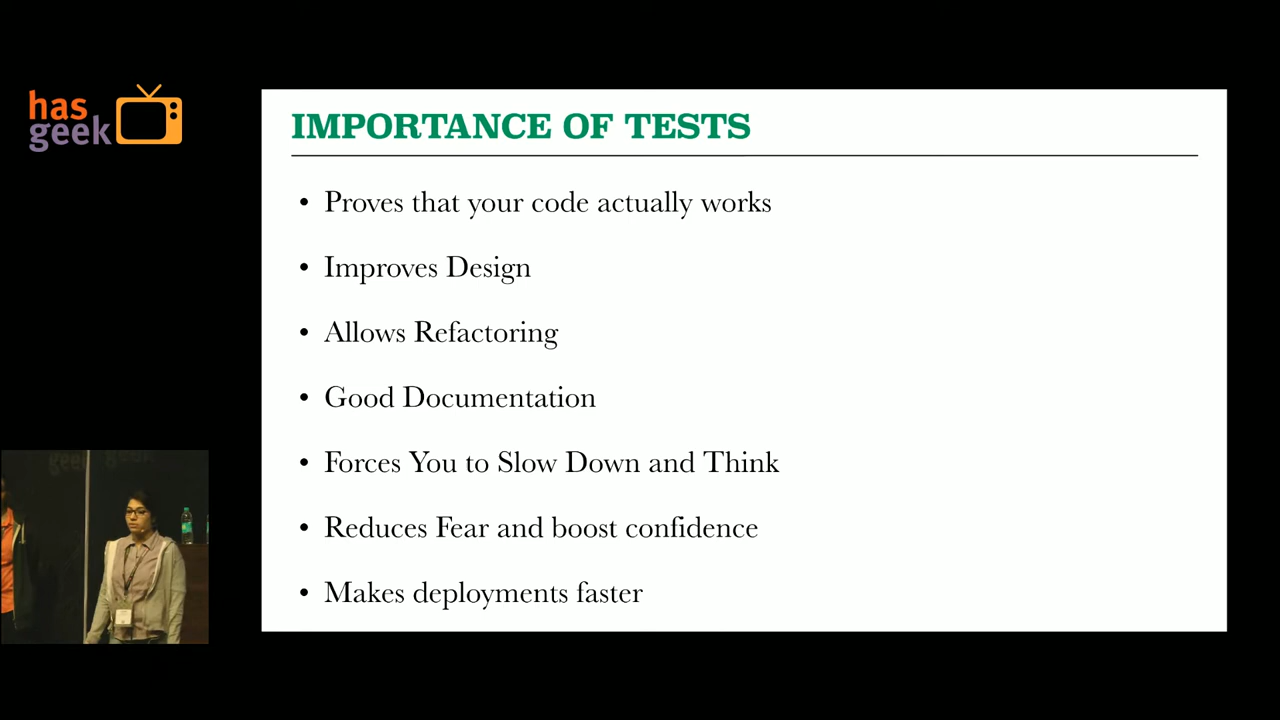 has
geek
IMPORTANCE OF TESTS
• Proves that your code actually works
• Improves Design
• Allows Refactoring
• Good Documentation
• Forces You to Slow Down and Think
• Reduces Fear and boost confidence
• Makes deployments faster
geek